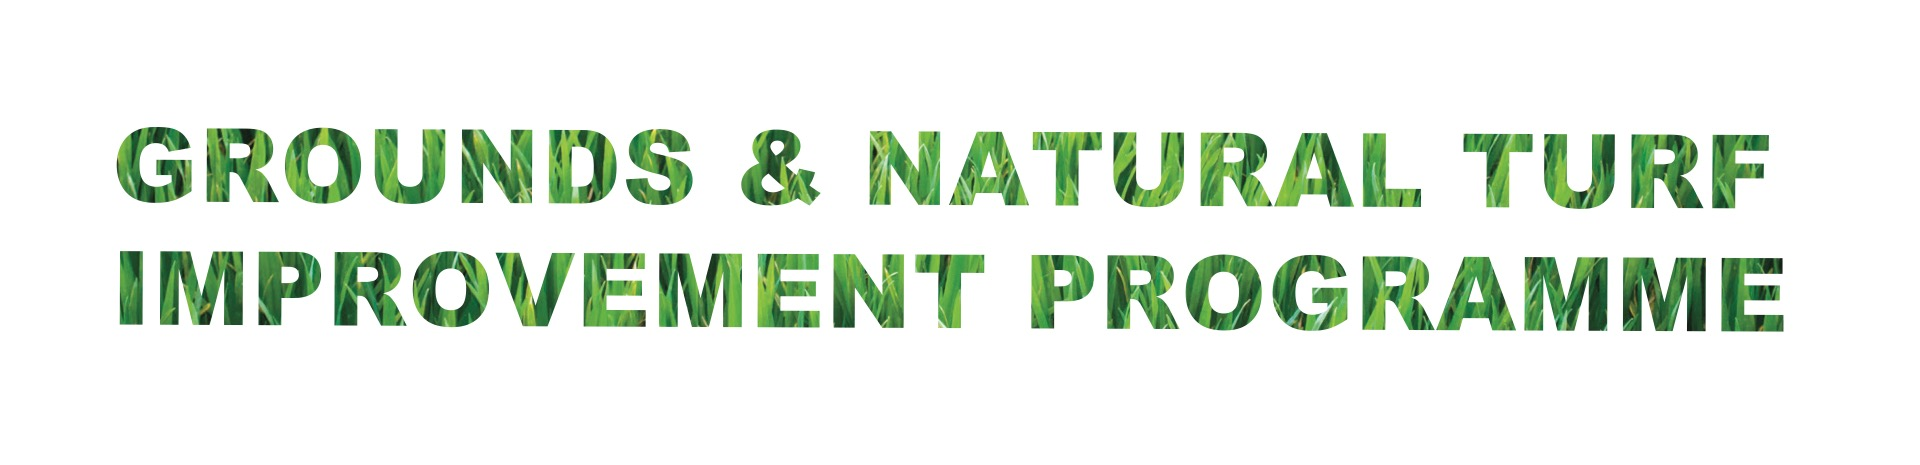 GROUNDS & NATURAL TURF
IMPROVEMENT PROGRAMME